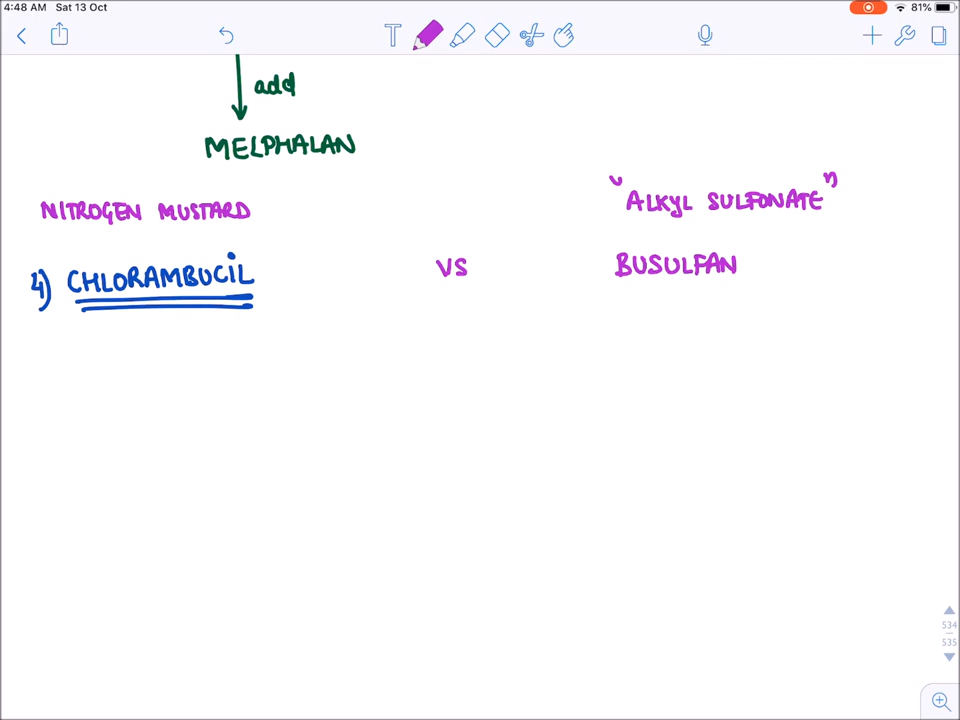 4:48 AM Sat 13 Oct 81%
T
add
MELPHALAN
NITROGEN MUSTARD
"ALKYL SULFONATE"
4) CHLORAMBUCIL VS BUSULFAN
534
535